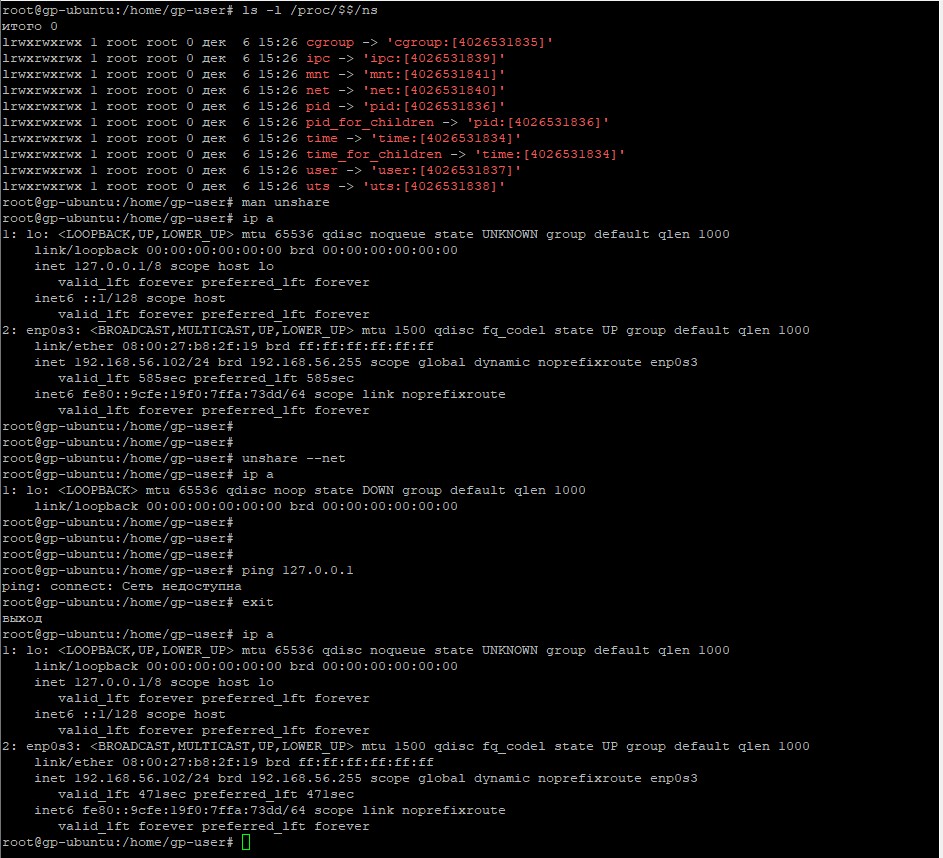 root@gp-ubuntu:/home/gp-user# ls -l /proc/$$/ns
итого 0
lrwxrwxrwx 1 root root 0 дек  6 15:26 cgroup -> 'cgroup:[4026531835]'
lrwxrwxrwx 1 root root 0 дек  6 15:26 ipc -> 'ipc:[4026531839]'
lrwxrwxrwx 1 root root 0 дек  6 15:26 mnt -> 'mnt:[4026531841]'
lrwxrwxrwx 1 root root 0 дек  6 15:26 net -> 'net:[4026531840]'
lrwxrwxrwx 1 root root 0 дек  6 15:26 pid -> 'pid:[4026531836]'
lrwxrwxrwx 1 root root 0 дек  6 15:26 pid_for_children -> 'pid:[4026531836]'
lrwxrwxrwx 1 root root 0 дек  6 15:26 time -> 'time:[4026531834]'
lrwxrwxrwx 1 root root 0 дек  6 15:26 time_for_children -> 'time:[4026531834]'
lrwxrwxrwx 1 root root 0 дек  6 15:26 user -> 'user:[4026531837]'
lrwxrwxrwx 1 root root 0 дек  6 15:26 uts -> 'uts:[4026531838]'
root@gp-ubuntu:/home/gp-user# man unshare
root@gp-ubuntu:/home/gp-user# ip a
1: lo: <LOOPBACK,UP,LOWER_UP> mtu 65536 qdisc noqueue state UNKNOWN group default qlen 1000
    link/loopback 00:00:00:00:00:00 brd 00:00:00:00:00:00
    inet 127.0.0.1/8 scope host lo
       valid_lft forever preferred_lft forever
    inet6 ::1/128 scope host
       valid_lft forever preferred_lft forever
2: enp0s3: <BROADCAST,MULTICAST,UP,LOWER_UP> mtu 1500 qdisc fq_codel state UP group default qlen 1000
    link/ether 08:00:27:b8:2f:19 brd ff:ff:ff:ff:ff:ff
    inet 192.168.56.102/24 brd 192.168.56.255 scope global dynamic noprefixroute enp0s3
       valid_lft 585sec preferred_lft 585sec
    inet6 fe80::9cfe:19f0:7ffa:73dd/64 scope link noprefixroute
       valid_lft forever preferred_lft forever
root@gp-ubuntu:/home/gp-user#
root@gp-ubuntu:/home/gp-user#
root@gp-ubuntu:/home/gp-user# unshare --net
root@gp-ubuntu:/home/gp-user# ip a
1: lo: <LOOPBACK> mtu 65536 qdisc noop state DOWN group default qlen 1000
    link/loopback 00:00:00:00:00:00 brd 00:00:00:00:00:00
root@gp-ubuntu:/home/gp-user#
root@gp-ubuntu:/home/gp-user#
root@gp-ubuntu:/home/gp-user#
root@gp-ubuntu:/home/gp-user# ping 127.0.0.1
ping: connect: Сеть недоступна
root@gp-ubuntu:/home/gp-user# exit
выход
root@gp-ubuntu:/home/gp-user# ip a
1: lo: <LOOPBACK,UP,LOWER_UP> mtu 65536 qdisc noqueue state UNKNOWN group default qlen 1000
    link/loopback 00:00:00:00:00:00 brd 00:00:00:00:00:00
    inet 127.0.0.1/8 scope host lo
       valid_lft forever preferred_lft forever
    inet6 ::1/128 scope host
       valid_lft forever preferred_lft forever
2: enp0s3: <BROADCAST,MULTICAST,UP,LOWER_UP> mtu 1500 qdisc fq_codel state UP group default qlen 1000
    link/ether 08:00:27:b8:2f:19 brd ff:ff:ff:ff:ff:ff
    inet 192.168.56.102/24 brd 192.168.56.255 scope global dynamic noprefixroute enp0s3
       valid_lft 471sec preferred_lft 471sec
    inet6 fe80::9cfe:19f0:7ffa:73dd/64 scope link noprefixroute
       valid_lft forever preferred_lft forever
root@gp-ubuntu:/home/gp-user#